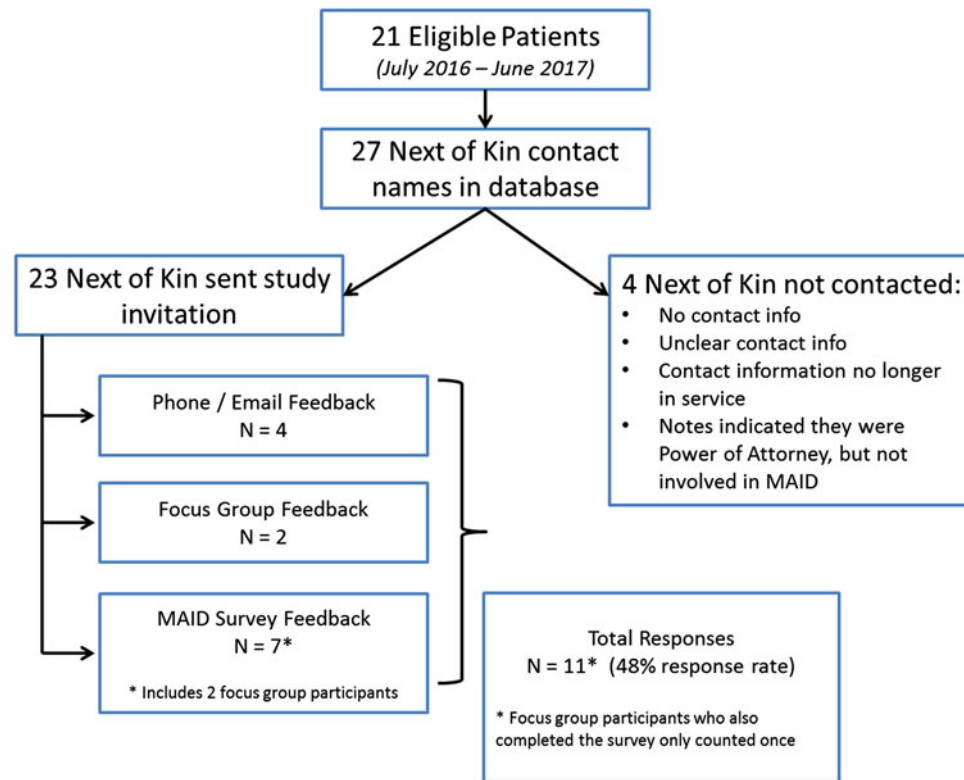 21 Eligible Patients
(July 2016 – June 2017)
27 Next of Kin contact
names in database
23 Next of Kin sent study
invitation
4 Next of Kin not contacted:
• No contact info
• Unclear contact info
• Contact information no longer
in service
• Notes indicated they were
Power of Attorney, but not
involved in MAID
Phone / Email Feedback
N = 4
Focus Group Feedback
N = 2
MAID Survey Feedback
N = 7*
* Includes 2 focus group participants
Total Responses
N = 11* (48% response rate)
* Focus group participants who also
completed the survey only counted once